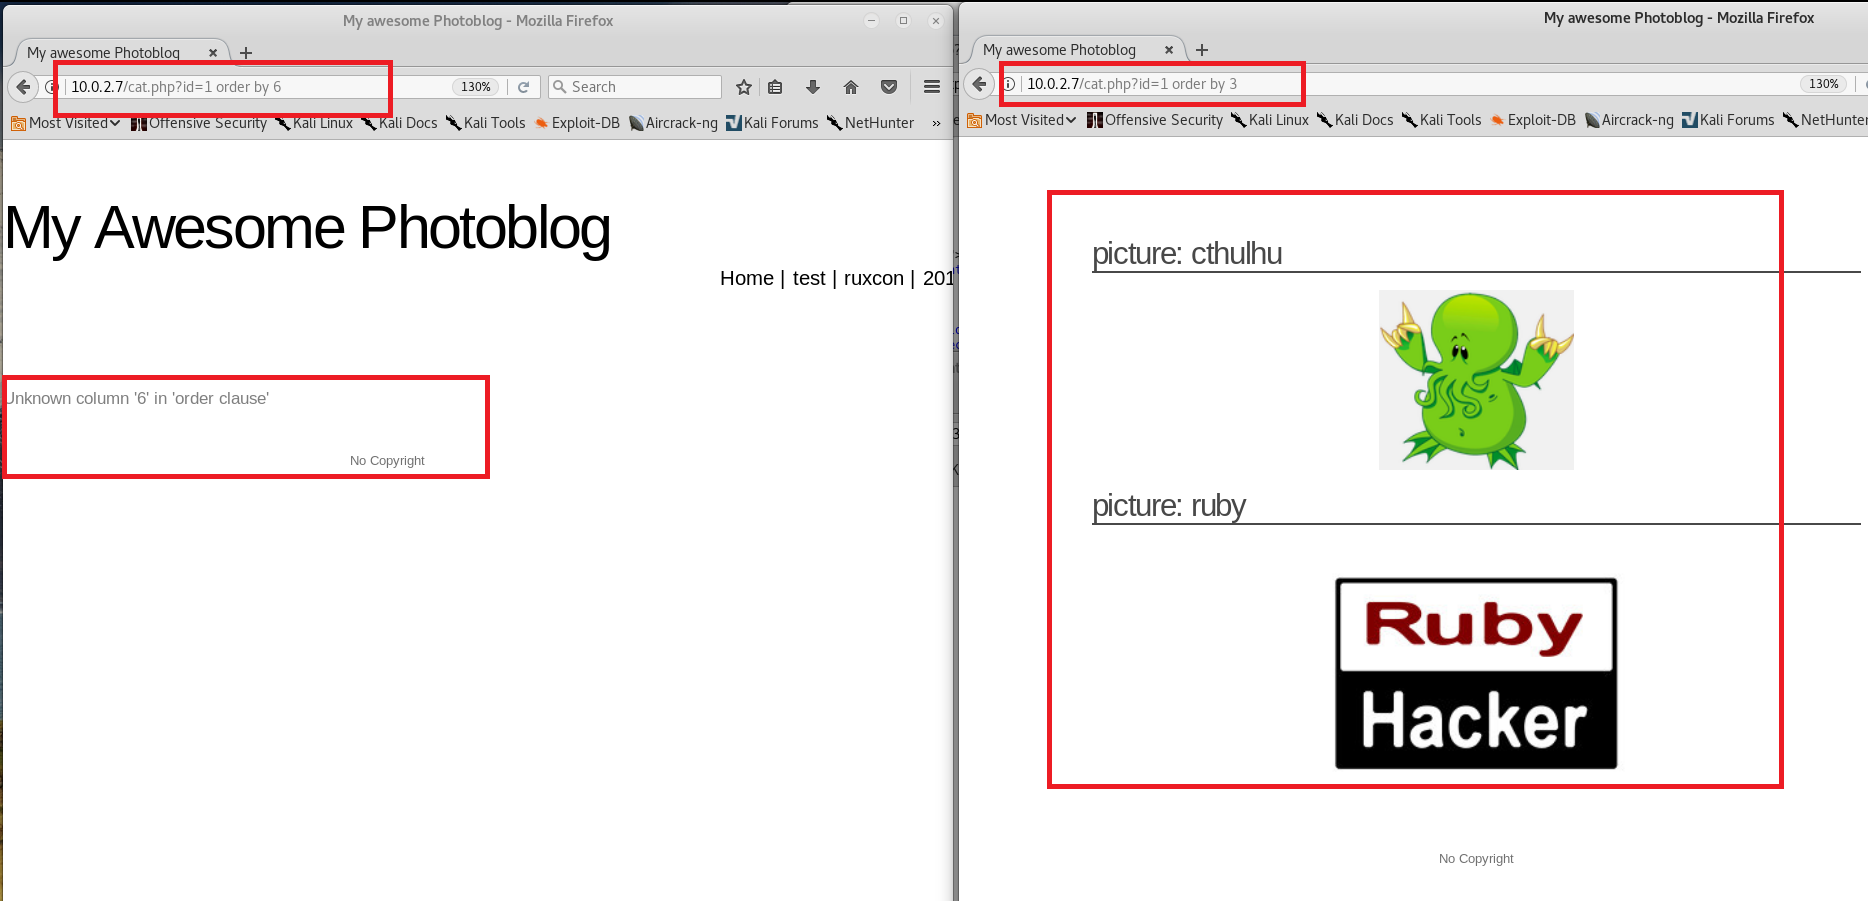 My awesome Photoblog - Mozilla Firefox
My awesome Photoblog
10.0.2.7/cat.php?id=1 order by 6
130%
Search
Most Visited
Offensive Security
Kali Linux
Kali Docs
Kali Tools
Exploit-DB
Aircrack-ng
Kali Forums
NetHunter
»
My Awesome Photoblog
Home | test | ruxcon | 201
Unknown column '6' in 'order clause'
No Copyright
My awesome Photoblog - Mozilla Firefox
My awesome Photoblog
10.0.2.7/cat.php?id=1 order by 3
130%
Most Visited
Offensive Security
Kali Linux
Kali Docs
Kali Tools
Exploit-DB
Aircrack-ng
Kali Forums
NetHunter
picture: cthulhu
picture: ruby
Ruby
Hacker
No Copyright